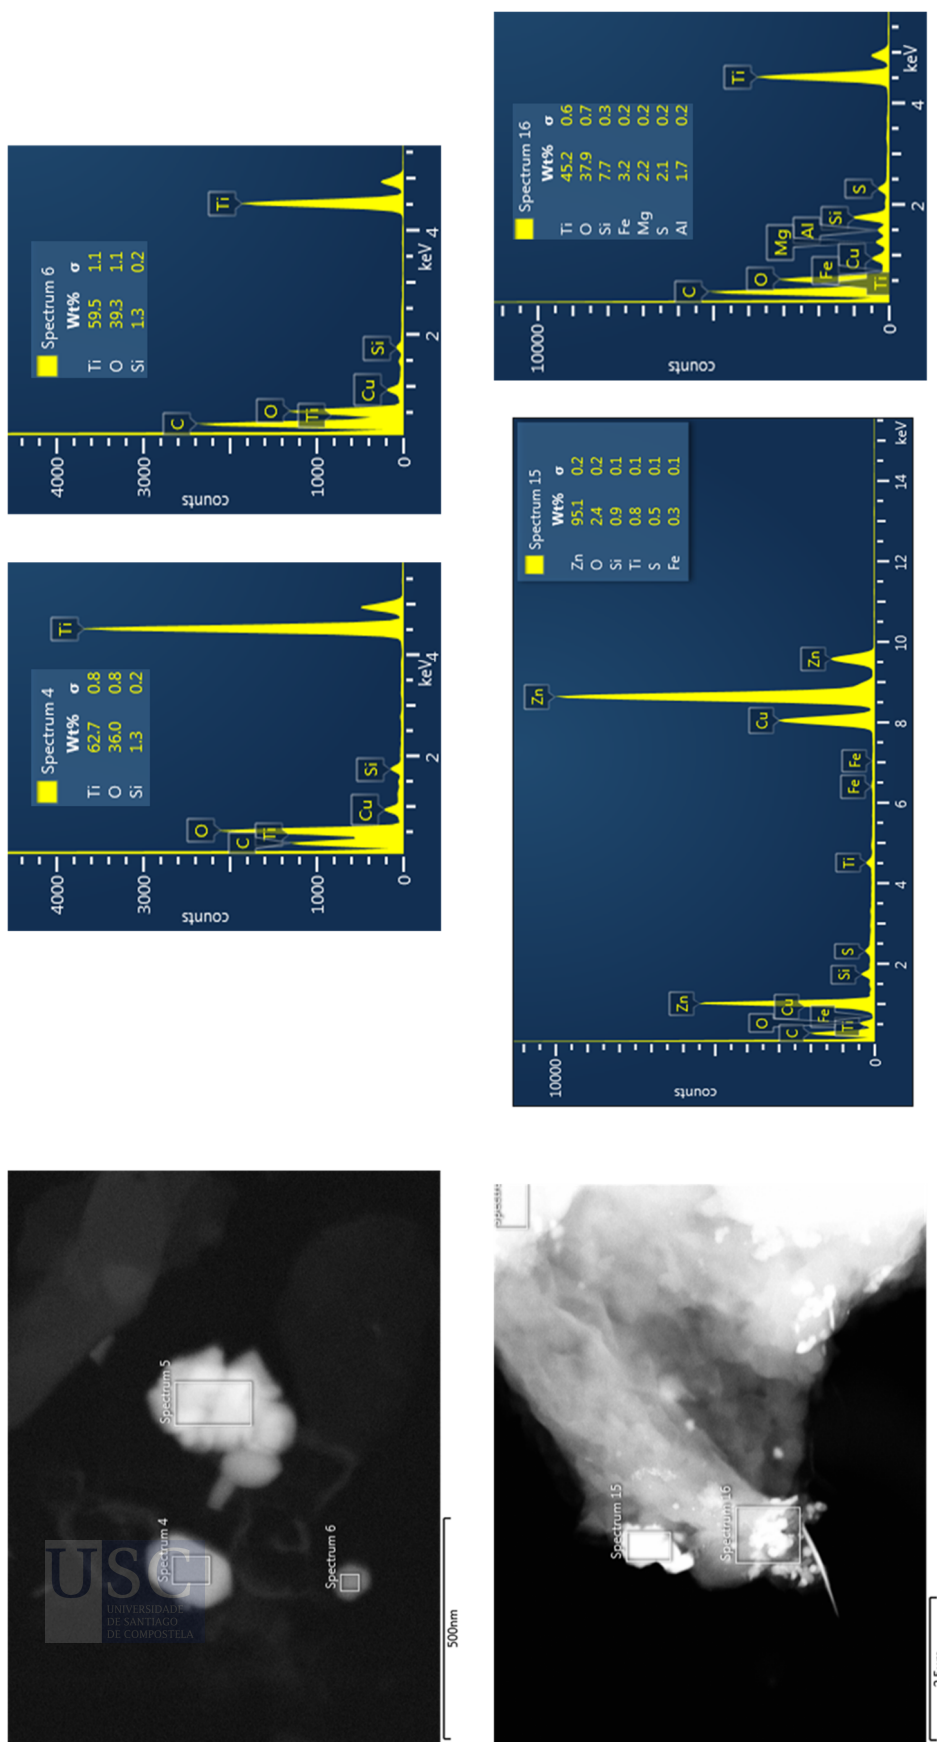 Spectrum 5
Spectrum 4
Spectrum 6
USC
UNIVERSIDADE
DE SANTIAGO
DE COMPOSTELA
500nm
Spectrum 4
Wt% σ
Ti 62.7 0.8
O 36.0 0.8
Si 1.3 0.2
4000
3000
counts
1000
0
C
O
Ti
Cu
Si
Ti
2
4
keV
Spectrum 6
Wt% σ
Ti 59.5 1.1
O 39.3 1.1
Si 1.3 0.2
4000
3000
counts
1000
0
C
O
Ti
Cu
Si
Ti
2
4
keV
Spectrum 15
Spectrum 16
Spectrum 15
Wt% σ
Zn 95.1 0.2
O 2.4 0.2
Si 0.9 0.1
Ti 0.8 0.1
S 0.5 0.1
Fe 0.3 0.1
10000
counts
0
C
O
Ti
Fe
Cu
Zn
Si
S
Ti
Fe
Fe
Cu
Zn
Zn
2
4
6
8
10
12
14
keV
Spectrum 16
Wt% σ
Ti 45.2 0.6
O 37.9 0.7
Si 7.7 0.3
Fe 3.2 0.2
Mg 2.2 0.2
S 2.1 0.2
Al 1.7 0.2
10000
counts
0
C
O
Ti
Fe
Cu
Mg
Al
Si
S
Ti
2
4
keV